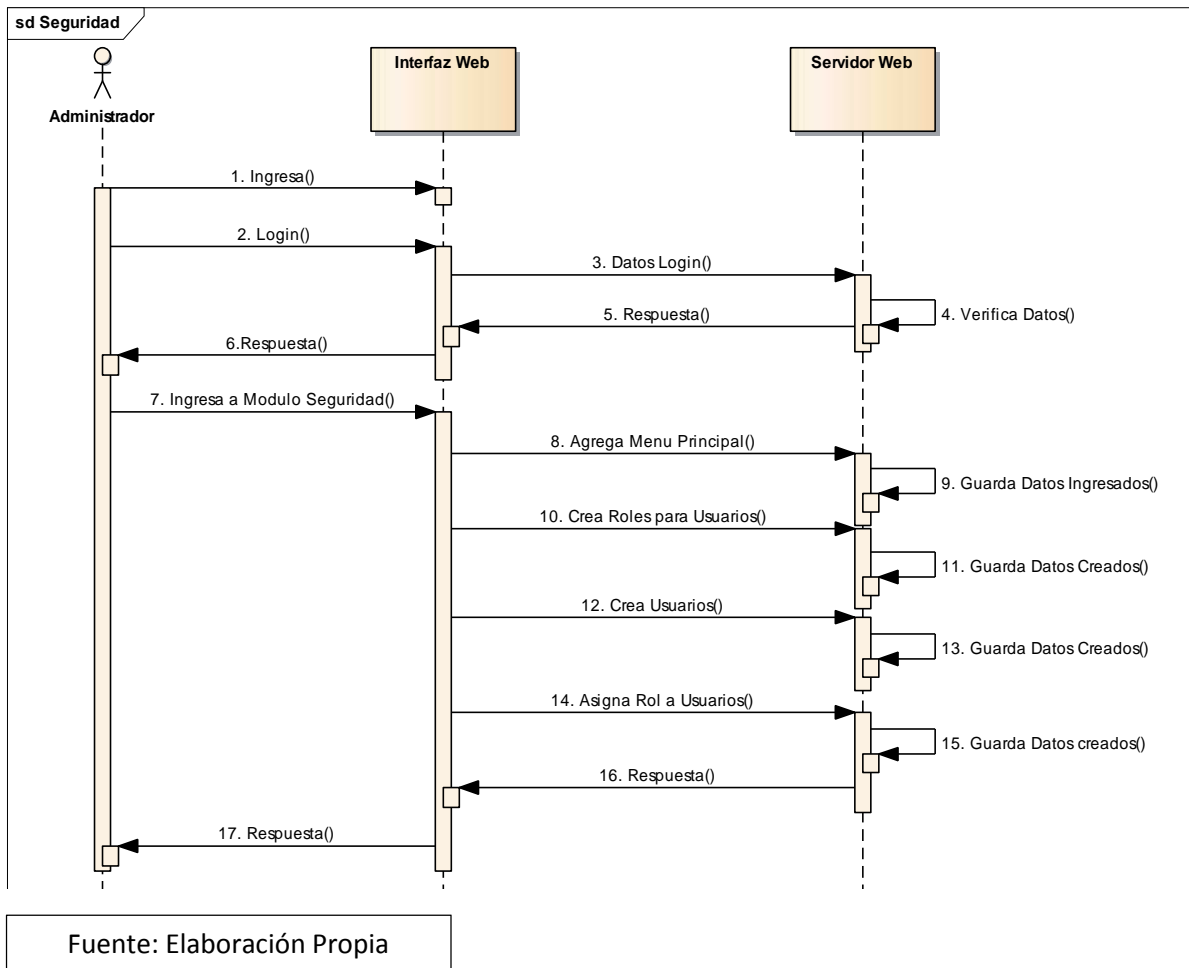 sd Seguridad
Administrador
Interfaz Web
Servidor Web
1. Ingresa()
2. Login()
3. Datos Login()
4. Verifica Datos()
5. Respuesta()
6.Respuesta()
7. Ingresa a Modulo Seguridad()
8. Agrega Menu Principal()
9. Guarda Datos Ingresados()
10. Crea Roles para Usuarios()
11. Guarda Datos Creados()
12. Crea Usuarios()
13. Guarda Datos Creados()
14. Asigna Rol a Usuarios()
15. Guarda Datos creados()
16. Respuesta()
17. Respuesta()
Fuente: Elaboración Propia